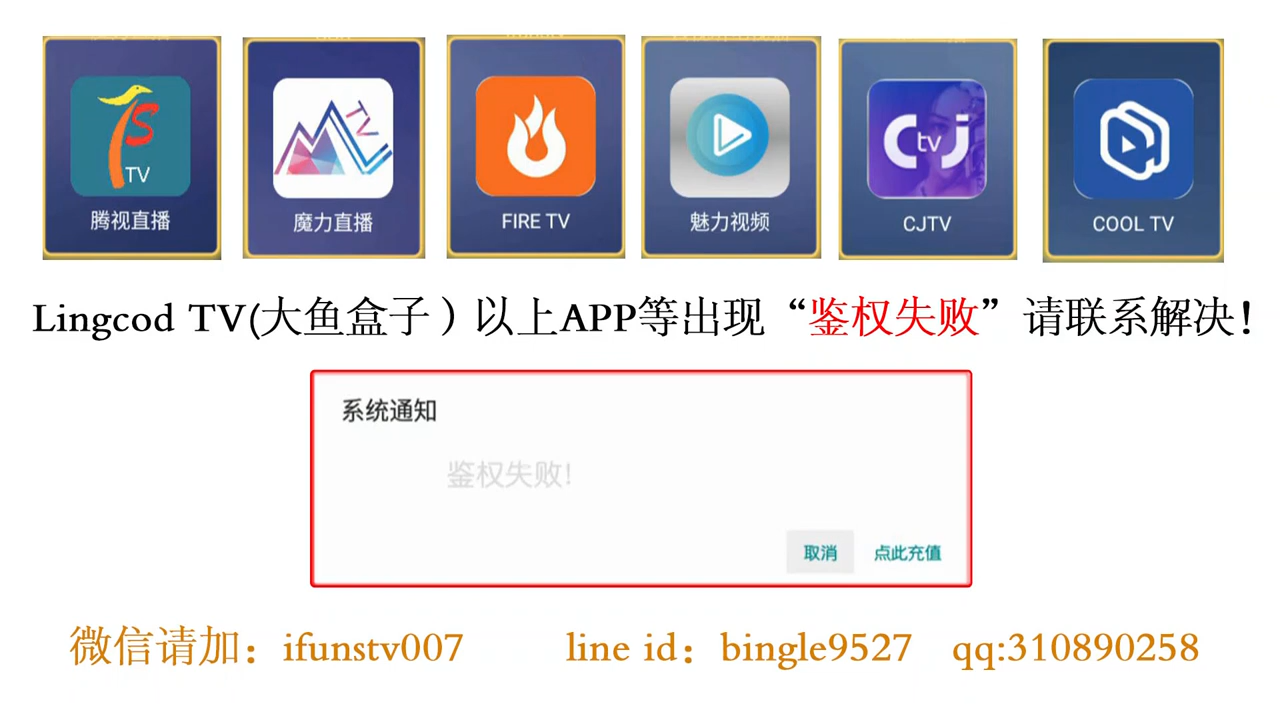 TS TV
MVL TV
Ctvj
腾视直播
魔力直播
FIRE TV
魅力视频
CJTV
COOL TV
Lingcod TV(大鱼盒子）以上APP等出现“鉴权失败”请联系解决！
系统通知
鉴权失败!
取消 点此充值
微信请加：ifunstv007 line id：bingle9527 qq:310890258